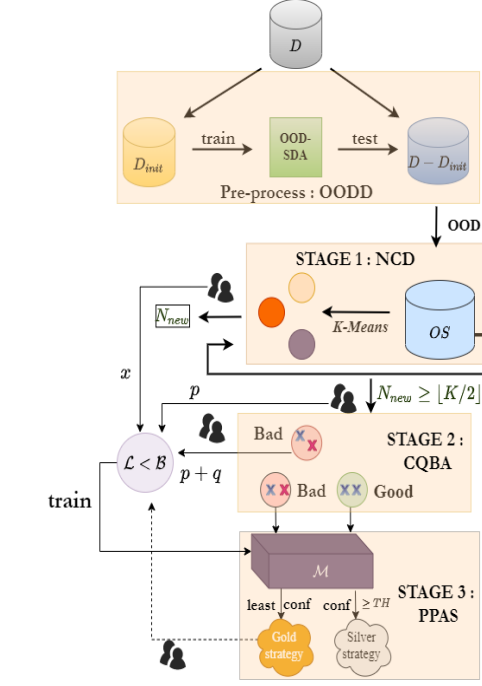 D
train
OOD-
SDA
test
D_init
D − D_init
Pre-process : OODD
OOD
STAGE 1 : NCD
N_new
K-Means
OS
x
p
N_new ≥ ⌊K/2⌋
Bad
STAGE 2 :
CQBA
ℒ < ℬ
p + q
Bad
Good
train
ℳ
STAGE 3 :
PPAS
least conf
conf ≥ TH
Gold
strategy
Silver
strategy